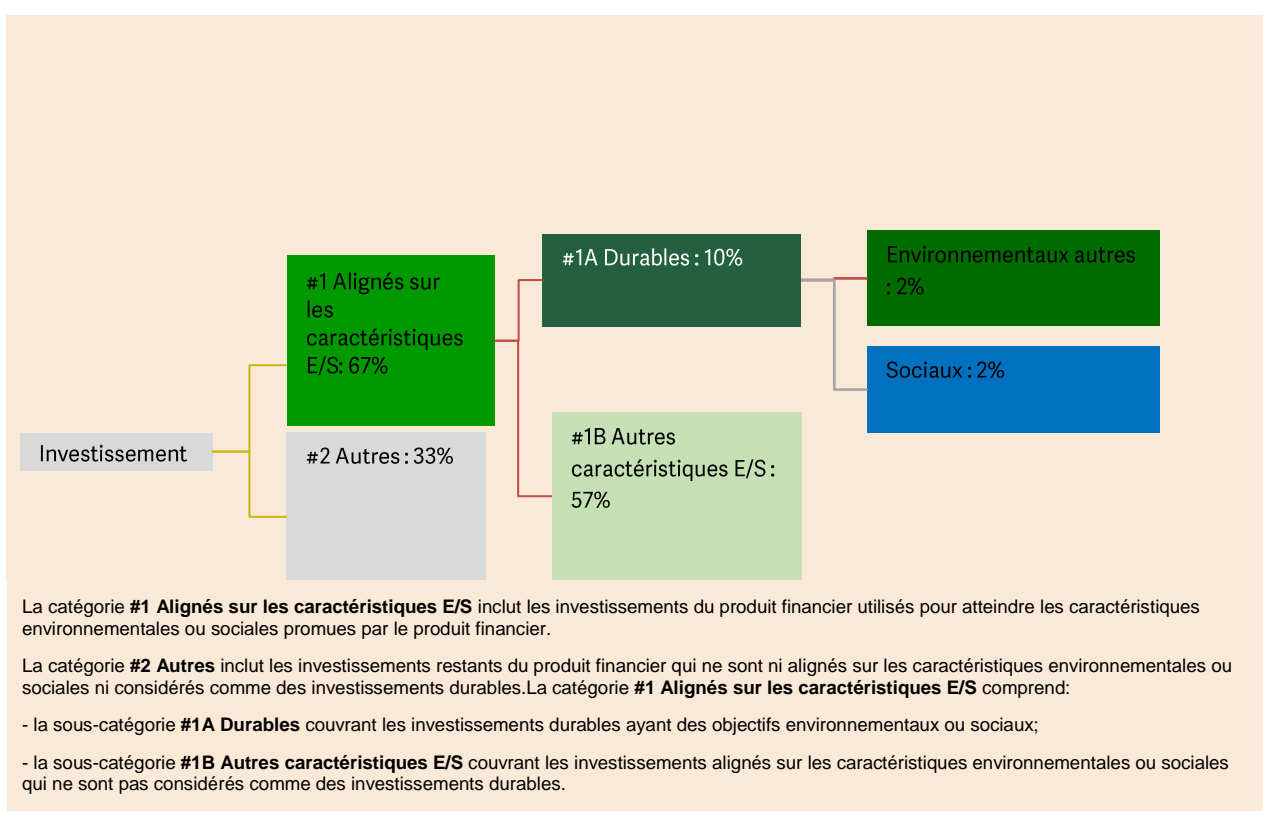 #1 Alignés sur
les
caractéristiques
E/S: 67%
#1A Durables : 10%
Environnementaux autres
: 2%
Sociaux : 2%
Investissement
#2 Autres : 33%
#1B Autres
caractéristiques E/S :
57%
La catégorie #1 Alignés sur les caractéristiques E/S inclut les investissements du produit financier utilisés pour atteindre les caractéristiques
environnementales ou sociales promues par le produit financier.
La catégorie #2 Autres inclut les investissements restants du produit financier qui ne sont ni alignés sur les caractéristiques environnementales ou
sociales ni considérés comme des investissements durables.La catégorie #1 Alignés sur les caractéristiques E/S comprend:
- la sous-catégorie #1A Durables couvrant les investissements durables ayant des objectifs environnementaux ou sociaux;
- la sous-catégorie #1B Autres caractéristiques E/S couvrant les investissements alignés sur les caractéristiques environnementales ou sociales
qui ne sont pas considérés comme des investissements durables.